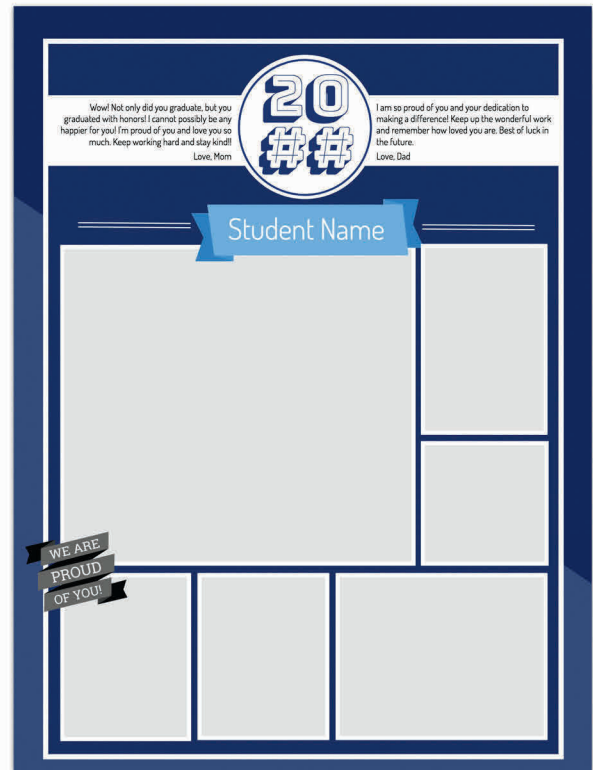 Wow! Not only did you graduate, but you
graduated with honors! I cannot possibly be any
happier for you! I'm proud of you and love you so
much. Keep working hard and stay kind!!
Love, Mom
20
##
I am so proud of you and your dedication to
making a difference! Keep up the wonderful work
and remember how loved you are. Best of luck in
the future.
Love, Dad
Student Name
WE ARE
PROUD
OF YOU!